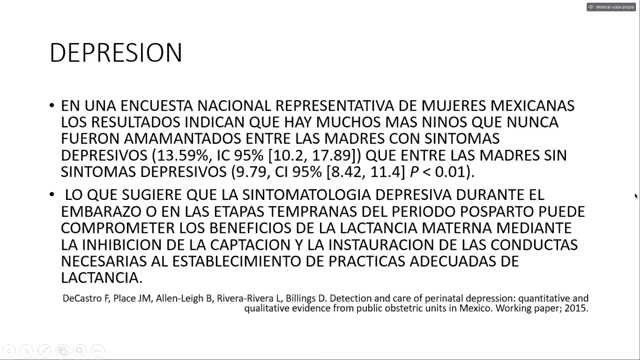 Mostrar vista propia
DEPRESION
• EN UNA ENCUESTA NACIONAL REPRESENTATIVA DE MUJERES MEXICANAS
LOS RESULTADOS INDICAN QUE HAY MUCHOS MAS NINOS QUE NUNCA
FUERON AMAMANTADOS ENTRE LAS MADRES CON SINTOMAS
DEPRESIVOS (13.59%, IC 95% [10.2, 17.89]) QUE ENTRE LAS MADRES SIN
SINTOMAS DEPRESIVOS (9.79, CI 95% [8.42, 11.4] P < 0.01).
• LO QUE SUGIERE QUE LA SINTOMATOLOGIA DEPRESIVA DURANTE EL
EMBARAZO O EN LAS ETAPAS TEMPRANAS DEL PERIODO POSPARTO PUEDE
COMPROMETER LOS BENEFICIOS DE LA LACTANCIA MATERNA MEDIANTE
LA INHIBICION DE LA CAPTACION Y LA INSTAURACION DE LAS CONDUCTAS
NECESARIAS AL ESTABLECIMIENTO DE PRACTICAS ADECUADAS DE
LACTANCIA.
DeCastro F, Place JM, Allen-Leigh B, Rivera-Rivera L, Billings D. Detection and care of perinatal depression: quantitative and
qualitative evidence from public obstetric units in Mexico. Working paper; 2015.